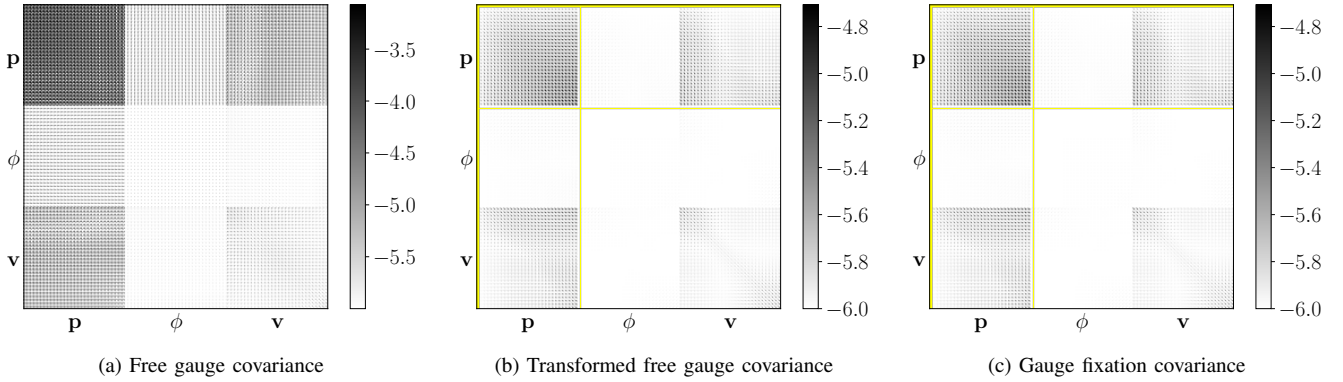 p
ϕ
v
p ϕ v
−3.5
−4.0
−4.5
−5.0
−5.5
(a) Free gauge covariance
p
ϕ
v
p ϕ v
−4.8
−5.0
−5.2
−5.4
−5.6
−5.8
−6.0
(b) Transformed free gauge covariance
p
ϕ
v
p ϕ v
−4.8
−5.0
−5.2
−5.4
−5.6
−5.8
−6.0
(c) Gauge fixation covariance